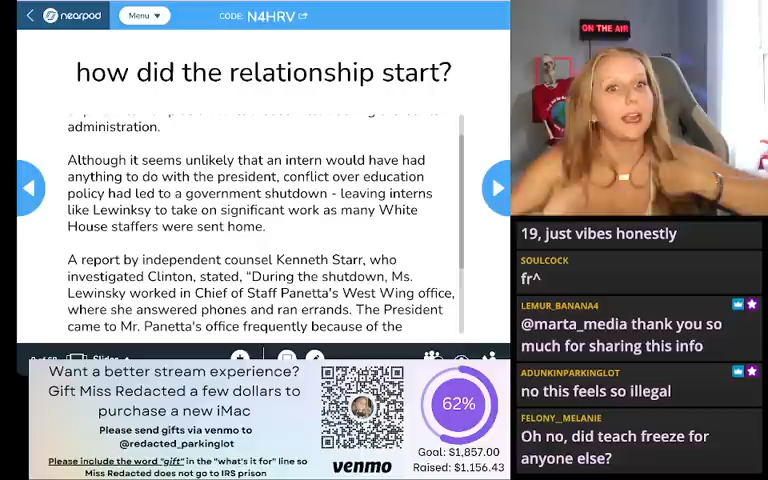 nearpod
Menu
CODE: N4HRV
ON THE AIR
how did the relationship start?
administration.
Although it seems unlikely that an intern would have had
anything to do with the president, conflict over education
policy had led to a government shutdown - leaving interns
like Lewinksy to take on significant work as many White
House staffers were sent home.
A report by independent counsel Kenneth Starr, who
investigated Clinton, stated, "During the shutdown, Ms.
Lewinsky worked in Chief of Staff Panetta's West Wing office,
where she answered phones and ran errands. The President
came to Mr. Panetta's office frequently because of the
Slides
Want a better stream experience?
Gift Miss Redacted a few dollars to
purchase a new iMac
Please send gifts via venmo to
@redacted_parkinglot
Please include the word "gift" in the "what's it for" line so
Miss Redacted does not go to IRS prison
venmo
62%
Goal: $1,857.00
Raised: $1,156.43
19, just vibes honestly
SOULCOCK
fr^
LEMUR_BANANA4
@marta_media thank you so
much for sharing this info
ADUNKINPARKINGLOT
no this feels so illegal
FELONY__MELANIE
Oh no, did teach freeze for
anyone else?